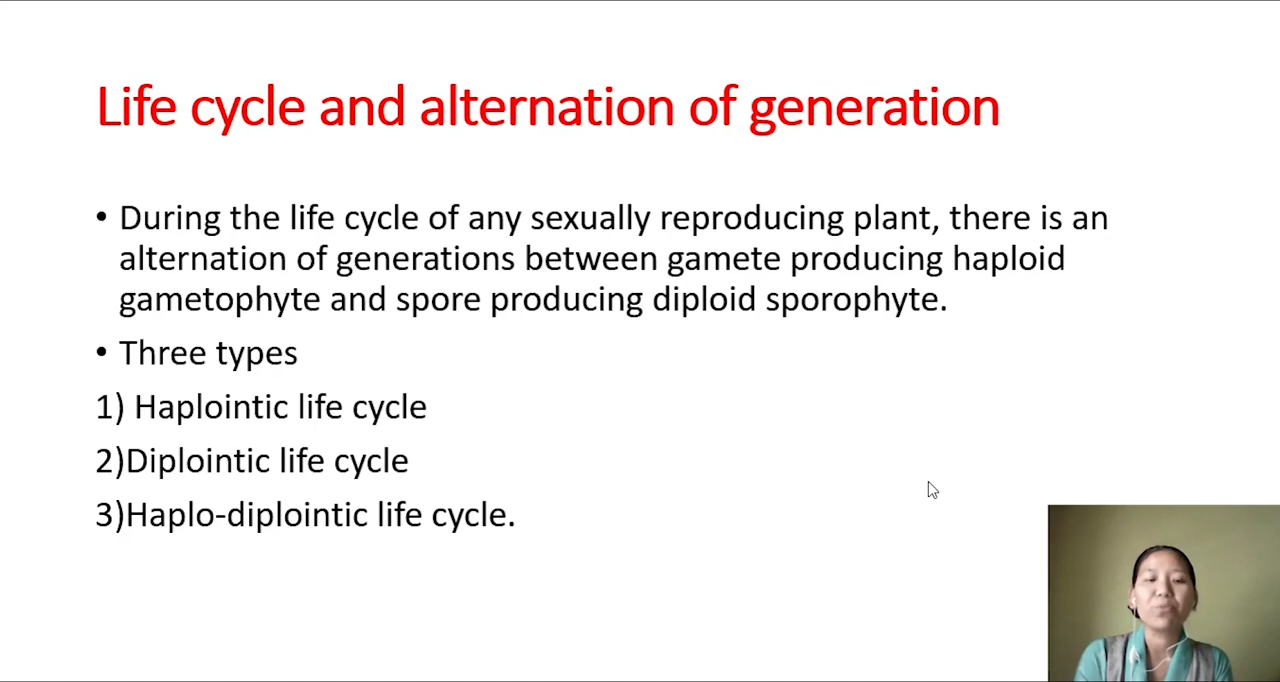 Life cycle and alternation of generation
• During the life cycle of any sexually reproducing plant, there is an
alternation of generations between gamete producing haploid
gametophyte and spore producing diploid sporophyte.
• Three types
1) Haplointic life cycle
2)Diplointic life cycle
3)Haplo-diplointic life cycle.